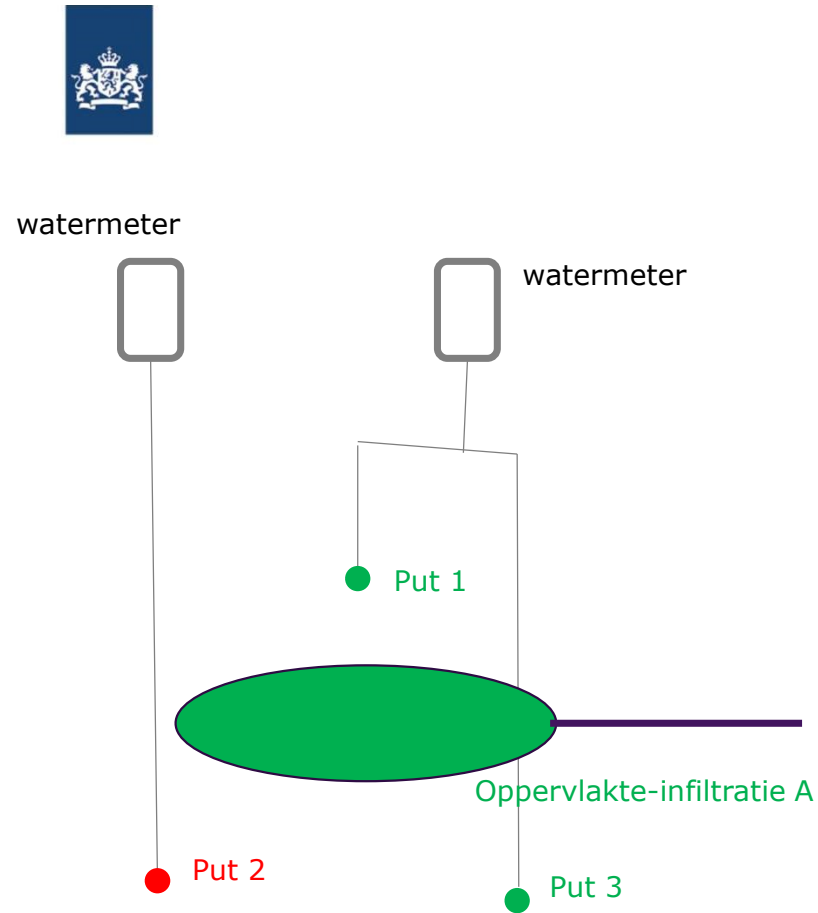 watermeter
watermeter
Put 1
Oppervlakte-infiltratie A
Put 2
Put 3